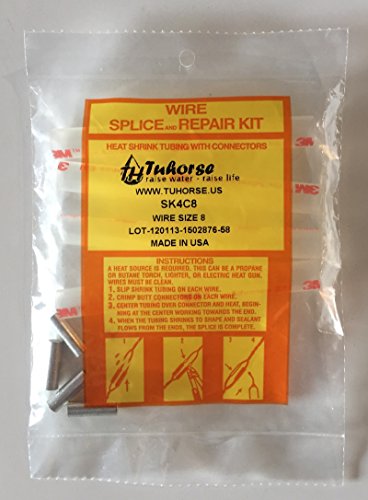 WIRE
SPLICE AND REPAIR KIT
HEAT SHRINK TUBING WITH CONNECTORS
Tuhorse
raise water - raise life
WWW.TUHORSE.US
SK4C8
WIRE SIZE 8
LOT-120113-1502876-58
MADE IN USA
INSTRUCTIONS
A HEAT SOURCE IS REQUIRED, THIS CAN BE A PROPANE
OR BUTANE TORCH, LIGHTER, OR ELECTRIC HEAT GUN.
WIRES MUST BE CLEAN.
1. SLIP SHRINK TUBING ON EACH WIRE.
2. CRIMP BUTT CONNECTORS ON EACH WIRE.
3. CENTER TUBING OVER CONNECTOR AND HEAT, BEGIN-
NING AT THE CENTER WORKING TOWARDS THE END.
4. WHEN THE TUBING SHRINKS TO SHAPE AND SEALANT
FLOWS FROM THE ENDS, THE SPLICE IS COMPLETE.
1 2 3 4
3M
3M